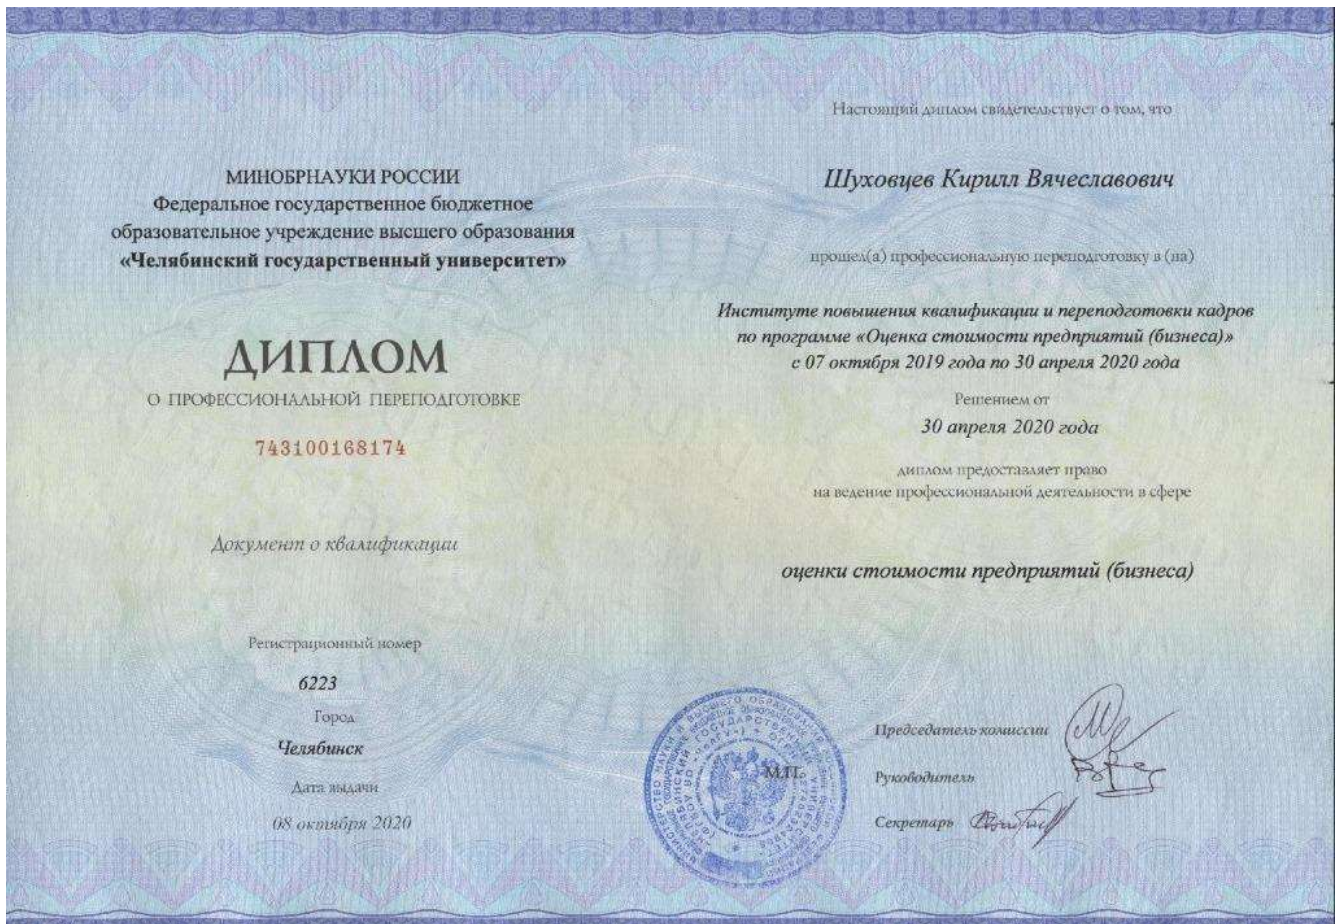 МИНОБРНАУКИ РОССИИ
Федеральное государственное бюджетное
образовательное учреждение высшего образования
«Челябинский государственный университет»
ДИПЛОМ
О ПРОФЕССИОНАЛЬНОЙ ПЕРЕПОДГОТОВКЕ
743100168174
Документ о квалификации
Регистрационный номер
6223
Город
Челябинск
Дата выдачи
08 октября 2020
Настоящий диплом свидетельствует о том, что
Шуховцев Кирилл Вячеславович
прошел(а) профессиональную переподготовку в (на)
Институте повышения квалификации и переподготовки кадров
по программе «Оценка стоимости предприятий (бизнеса)»
с 07 октября 2019 года по 30 апреля 2020 года
Решением от
30 апреля 2020 года
диплом предоставляет право
на ведение профессиональной деятельности в сфере
оценки стоимости предприятий (бизнеса)
М.П.
Председатель комиссии
Руководитель
Секретарь